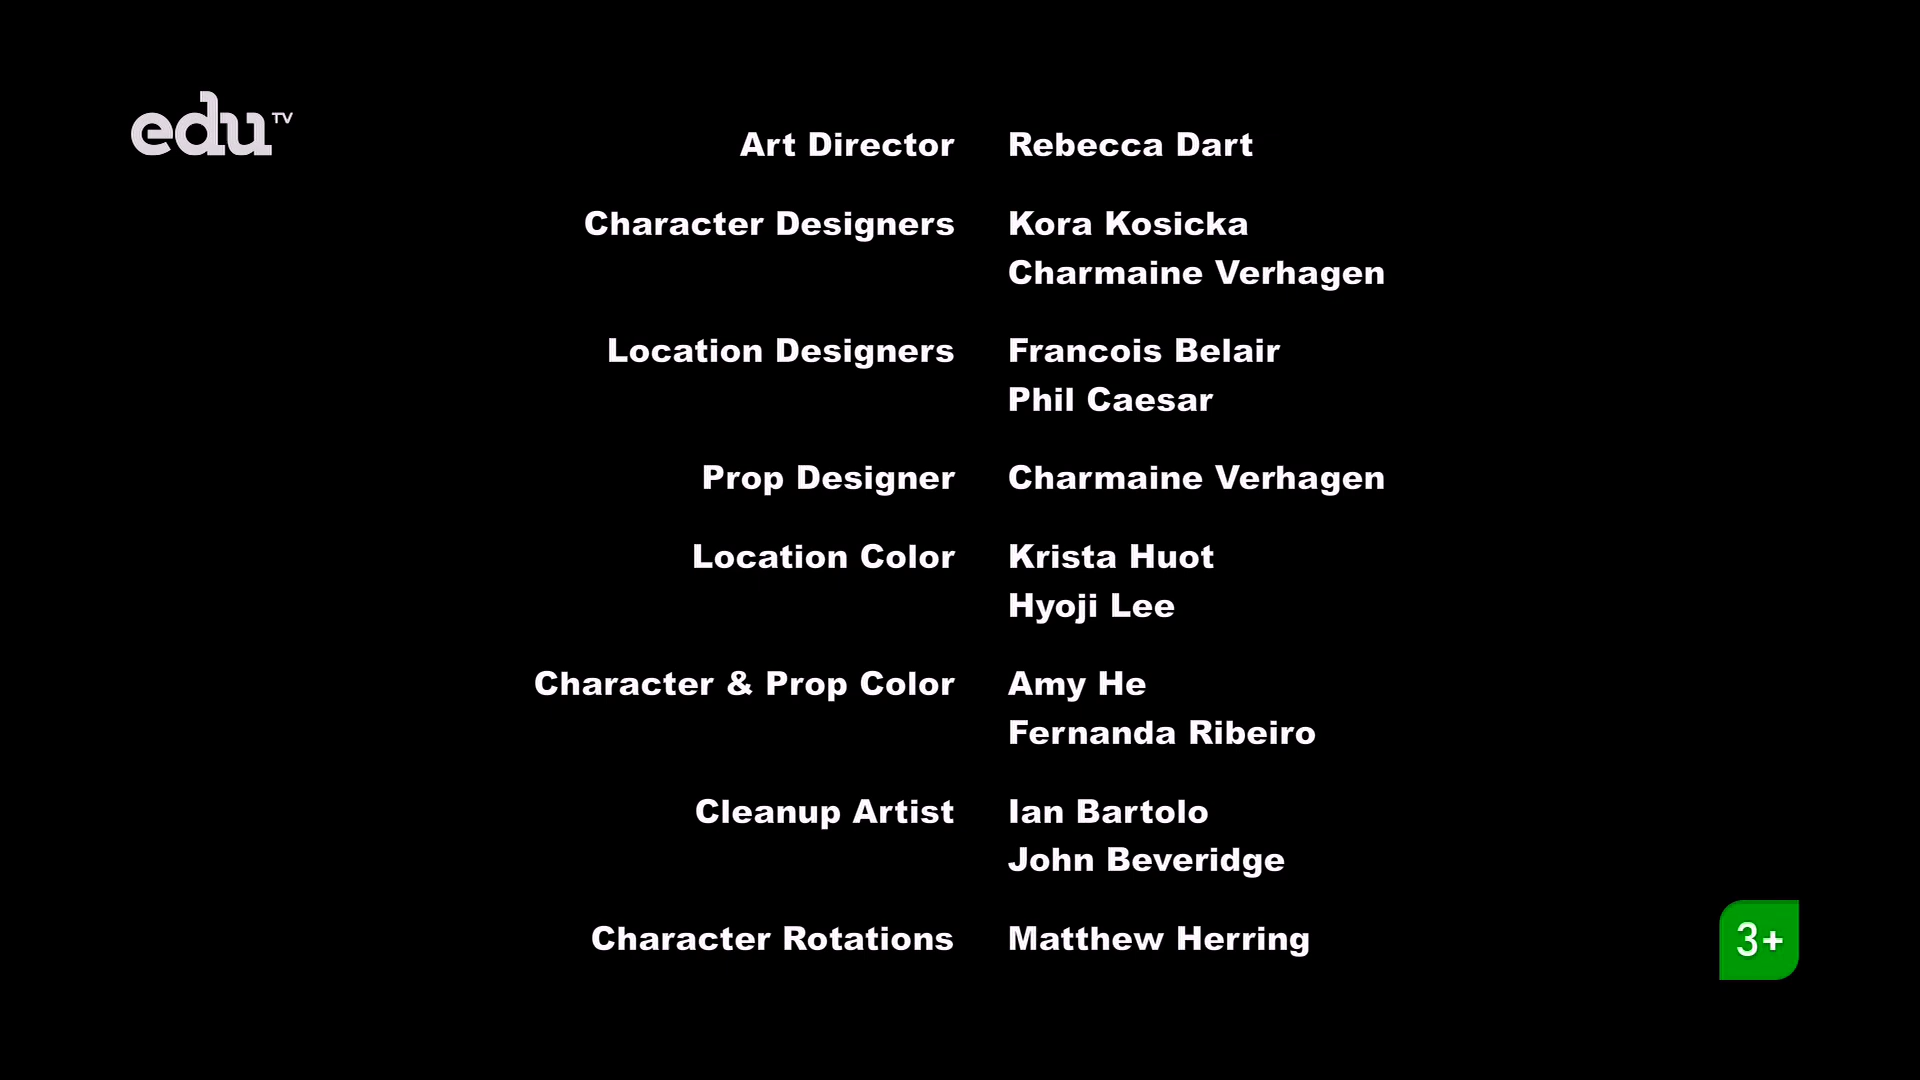 edu TV
Art Director Rebecca Dart
Character Designers Kora Kosicka
Charmaine Verhagen
Location Designers Francois Belair
Phil Caesar
Prop Designer Charmaine Verhagen
Location Color Krista Huot
Hyoji Lee
Character & Prop Color Amy He
Fernanda Ribeiro
Cleanup Artist Ian Bartolo
John Beveridge
Character Rotations Matthew Herring
3+